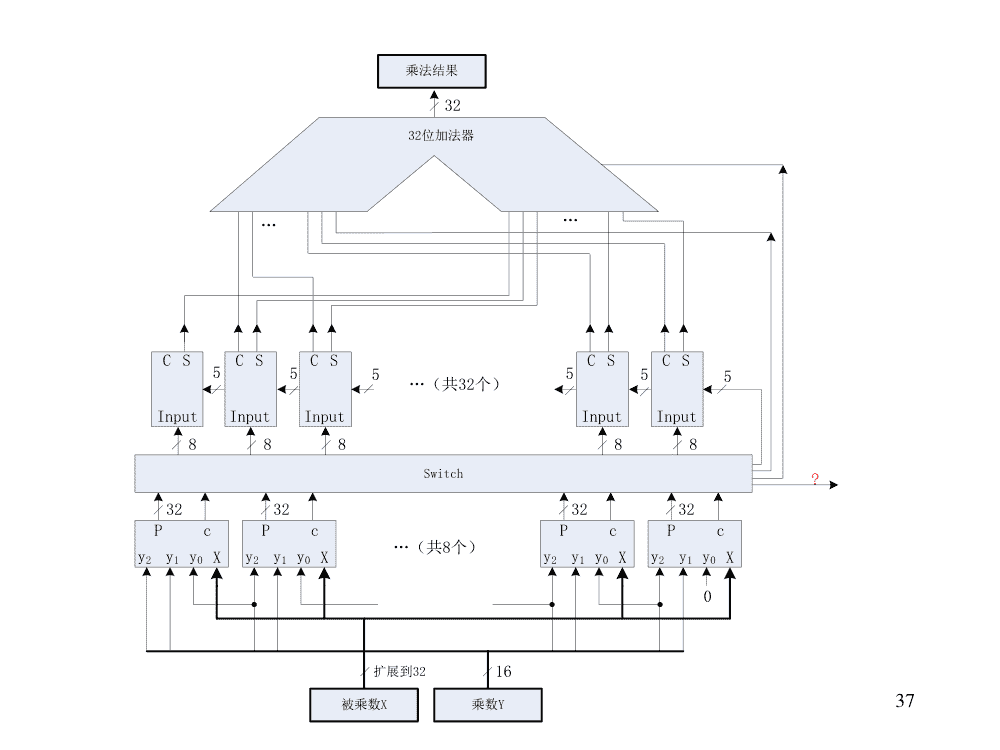 乘法结果
32
32位加法器
… …
C S C S C S C S C S
5 5 5 …（共32个） 5 5 5
Input Input Input Input Input
8 8 8 8 8
Switch
?
32 32 32 32
P c P c P c P c
…（共8个）
y2 y1 y0 X y2 y1 y0 X y2 y1 y0 X y2 y1 y0 X
0
扩展到32 16
被乘数X 乘数Y
37